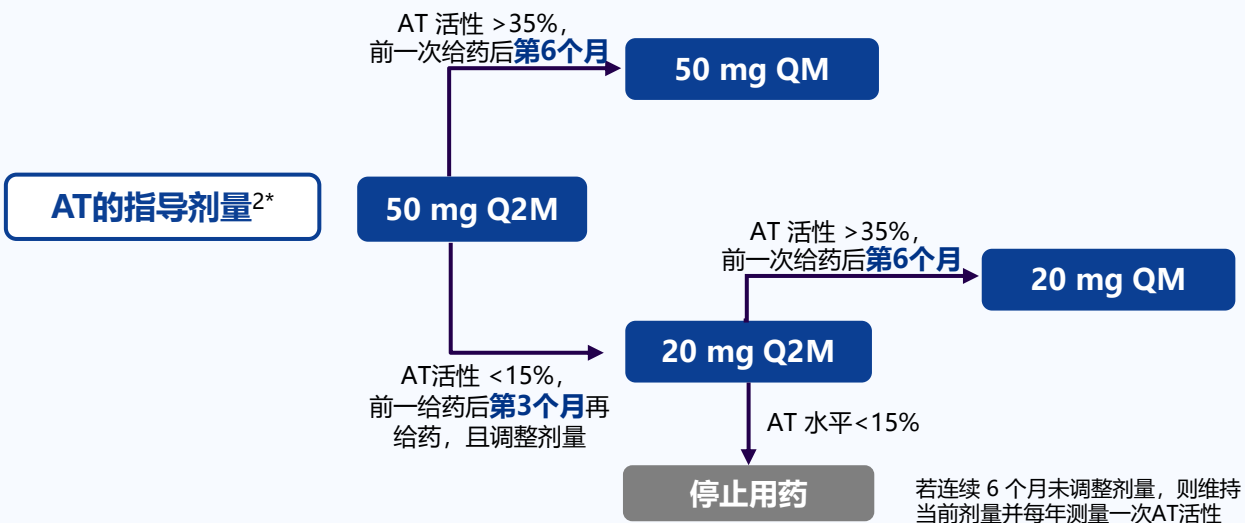 AT 活性 >35%,
前一次给药后第6个月
50 mg QM
AT的指导剂量2*
50 mg Q2M
AT 活性 >35%,
前一次给药后第6个月
20 mg QM
20 mg Q2M
AT活性 <15%,
前一给药后第3个月再
给药，且调整剂量
AT 水平<15%
停止用药
若连续 6 个月未调整剂量，则维持
当前剂量并每年测量一次AT活性